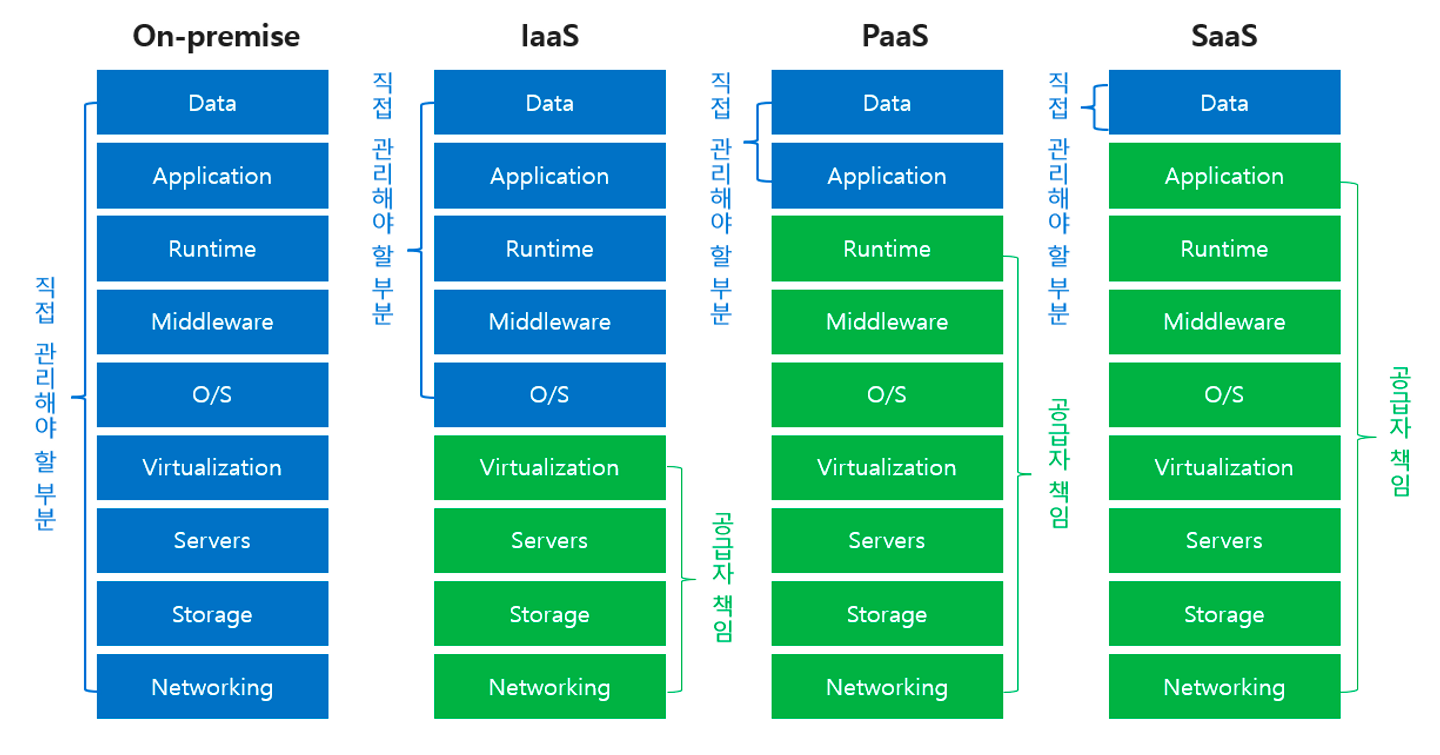 On-premise
IaaS
PaaS
SaaS
직접 관리해야 할 부분
Data
Application
Runtime
Middleware
O/S
Virtualization
Servers
Storage
Networking
직접 관리해야 할 부분
Data
Application
Runtime
Middleware
O/S
Virtualization
Servers
Storage
Networking
공급자 책임
직접 관리해야 할 부분
Data
Application
Runtime
Middleware
O/S
Virtualization
Servers
Storage
Networking
공급자 책임
직접 관리해야 할 부분
Data
Application
Runtime
Middleware
O/S
Virtualization
Servers
Storage
Networking
공급자 책임